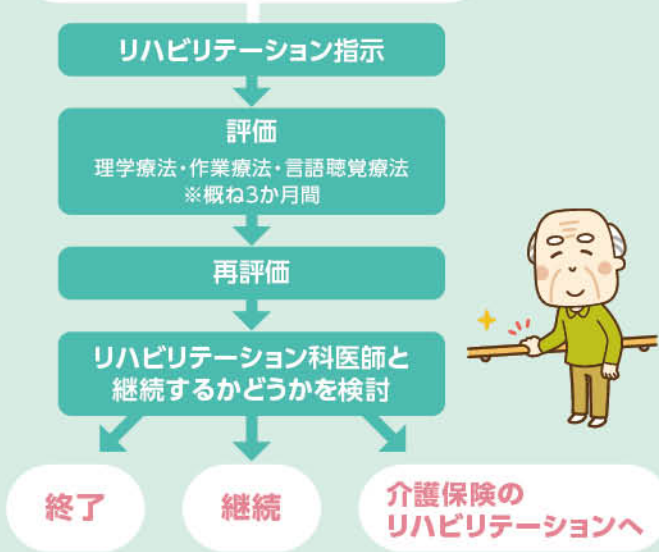 リハビリテーション指示
評価
理学療法・作業療法・言語聴覚療法
※概ね3か月間
再評価
リハビリテーション科医師と
継続するかどうかを検討
終了
継続
介護保険の
リハビリテーションへ